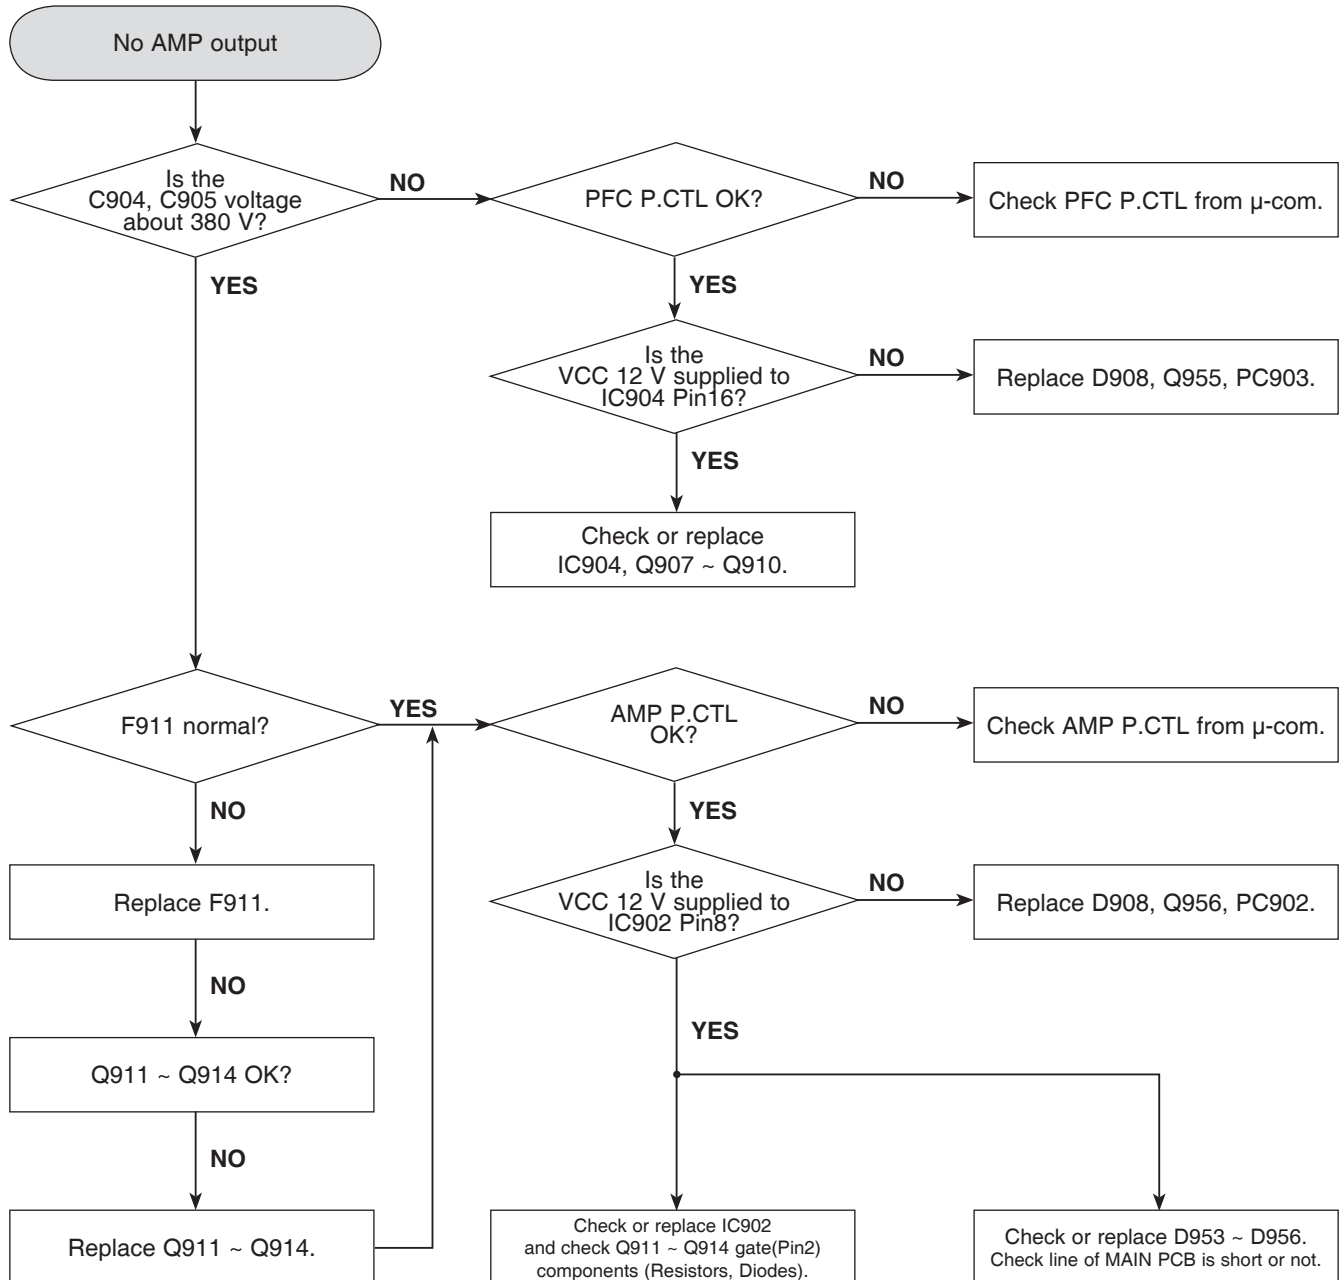 No AMP output
Is the
C904, C905 voltage
about 380 V?
NO
PFC P.CTL OK?
NO
Check PFC P.CTL from μ-com.
YES
YES
Is the
VCC 12 V supplied to
IC904 Pin16?
NO
Replace D908, Q955, PC903.
YES
Check or replace
IC904, Q907 ~ Q910.
F911 normal?
YES
AMP P.CTL
OK?
NO
Check AMP P.CTL from μ-com.
NO
YES
Replace F911.
Is the
VCC 12 V supplied to
IC902 Pin8?
NO
Replace D908, Q956, PC902.
NO
YES
Q911 ~ Q914 OK?
NO
Replace Q911 ~ Q914.
Check or replace IC902
and check Q911 ~ Q914 gate(Pin2)
components (Resistors, Diodes).
Check or replace D953 ~ D956.
Check line of MAIN PCB is short or not.